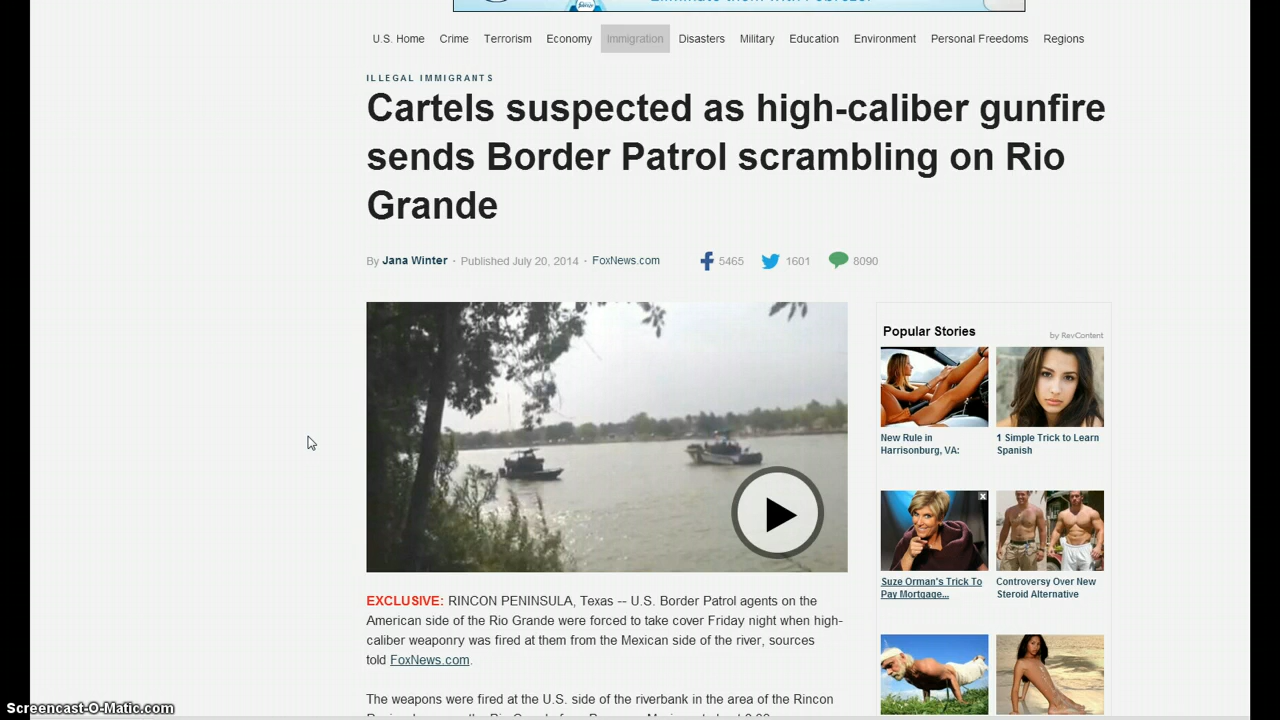 Eliminate them with Febreze.
U.S. Home Crime Terrorism Economy Immigration Disasters Military Education Environment Personal Freedoms Regions
ILLEGAL IMMIGRANTS
Cartels suspected as high-caliber gunfire
sends Border Patrol scrambling on Rio
Grande
By Jana Winter · Published July 20, 2014 · FoxNews.com 5465 1601 8090
Popular Stories by RevContent
New Rule in
Harrisonburg, VA:
1 Simple Trick to Learn
Spanish
Suze Orman's Trick To
Pay Mortgage...
Controversy Over New
Steroid Alternative
EXCLUSIVE: RINCON PENINSULA, Texas -- U.S. Border Patrol agents on the
American side of the Rio Grande were forced to take cover Friday night when high-
caliber weaponry was fired at them from the Mexican side of the river, sources
told FoxNews.com.
The weapons were fired at the U.S. side of the riverbank in the area of the Rincon
Screencast-O-Matic.com